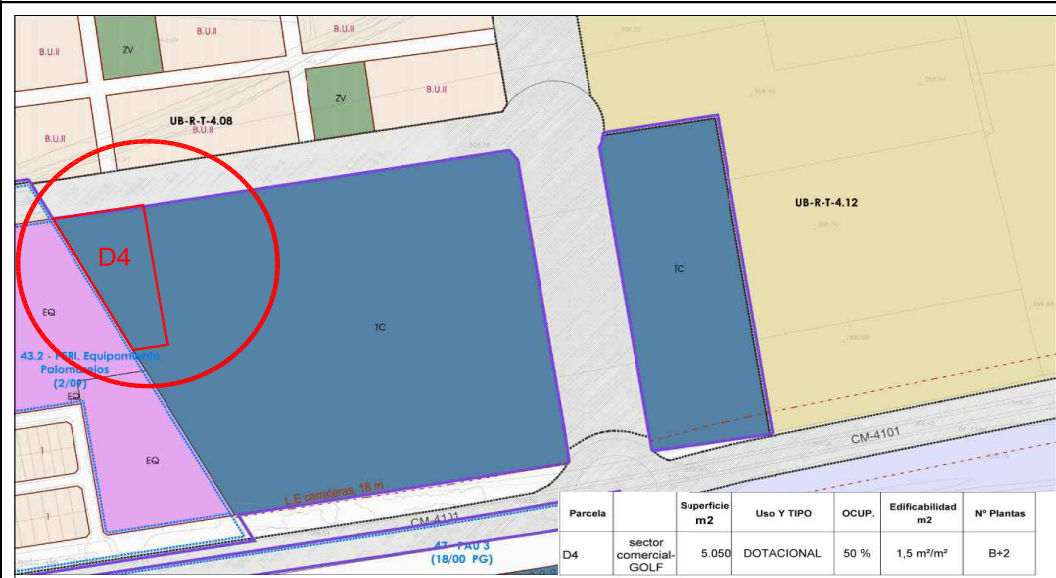 B.U.II
ZV
B.U.II
B.U.II
B.U.II
ZV
B.U.II
UB-R-T-4.08
B.U.II
UB-R-T-4.12
D4
TC
EQ
TC
43.2 - PERI. Equipamiento
Palomarejos
(2/09)
EQ
EQ
1
1
L.E carreteras, 18 m
CM-4101
CM-4101
47 - PAU 3
(18/00 PG)
Parcela Superficie m2 Uso Y TIPO OCUP. Edificabilidad m2 Nº Plantas
D4 sector comercial-GOLF 5.050 DOTACIONAL 50 % 1,5 m²/m² B+2